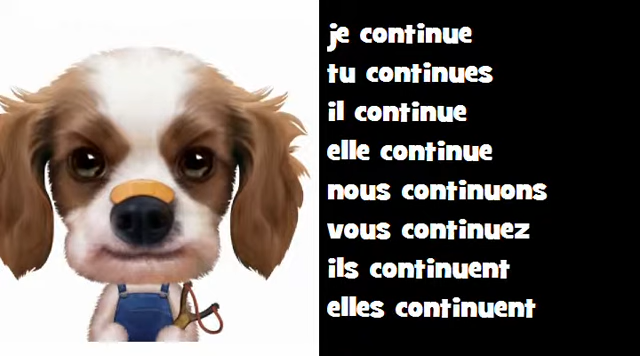 je continue
tu continues
il continue
elle continue
nous continuons
vous continuez
ils continuent
elles continuent